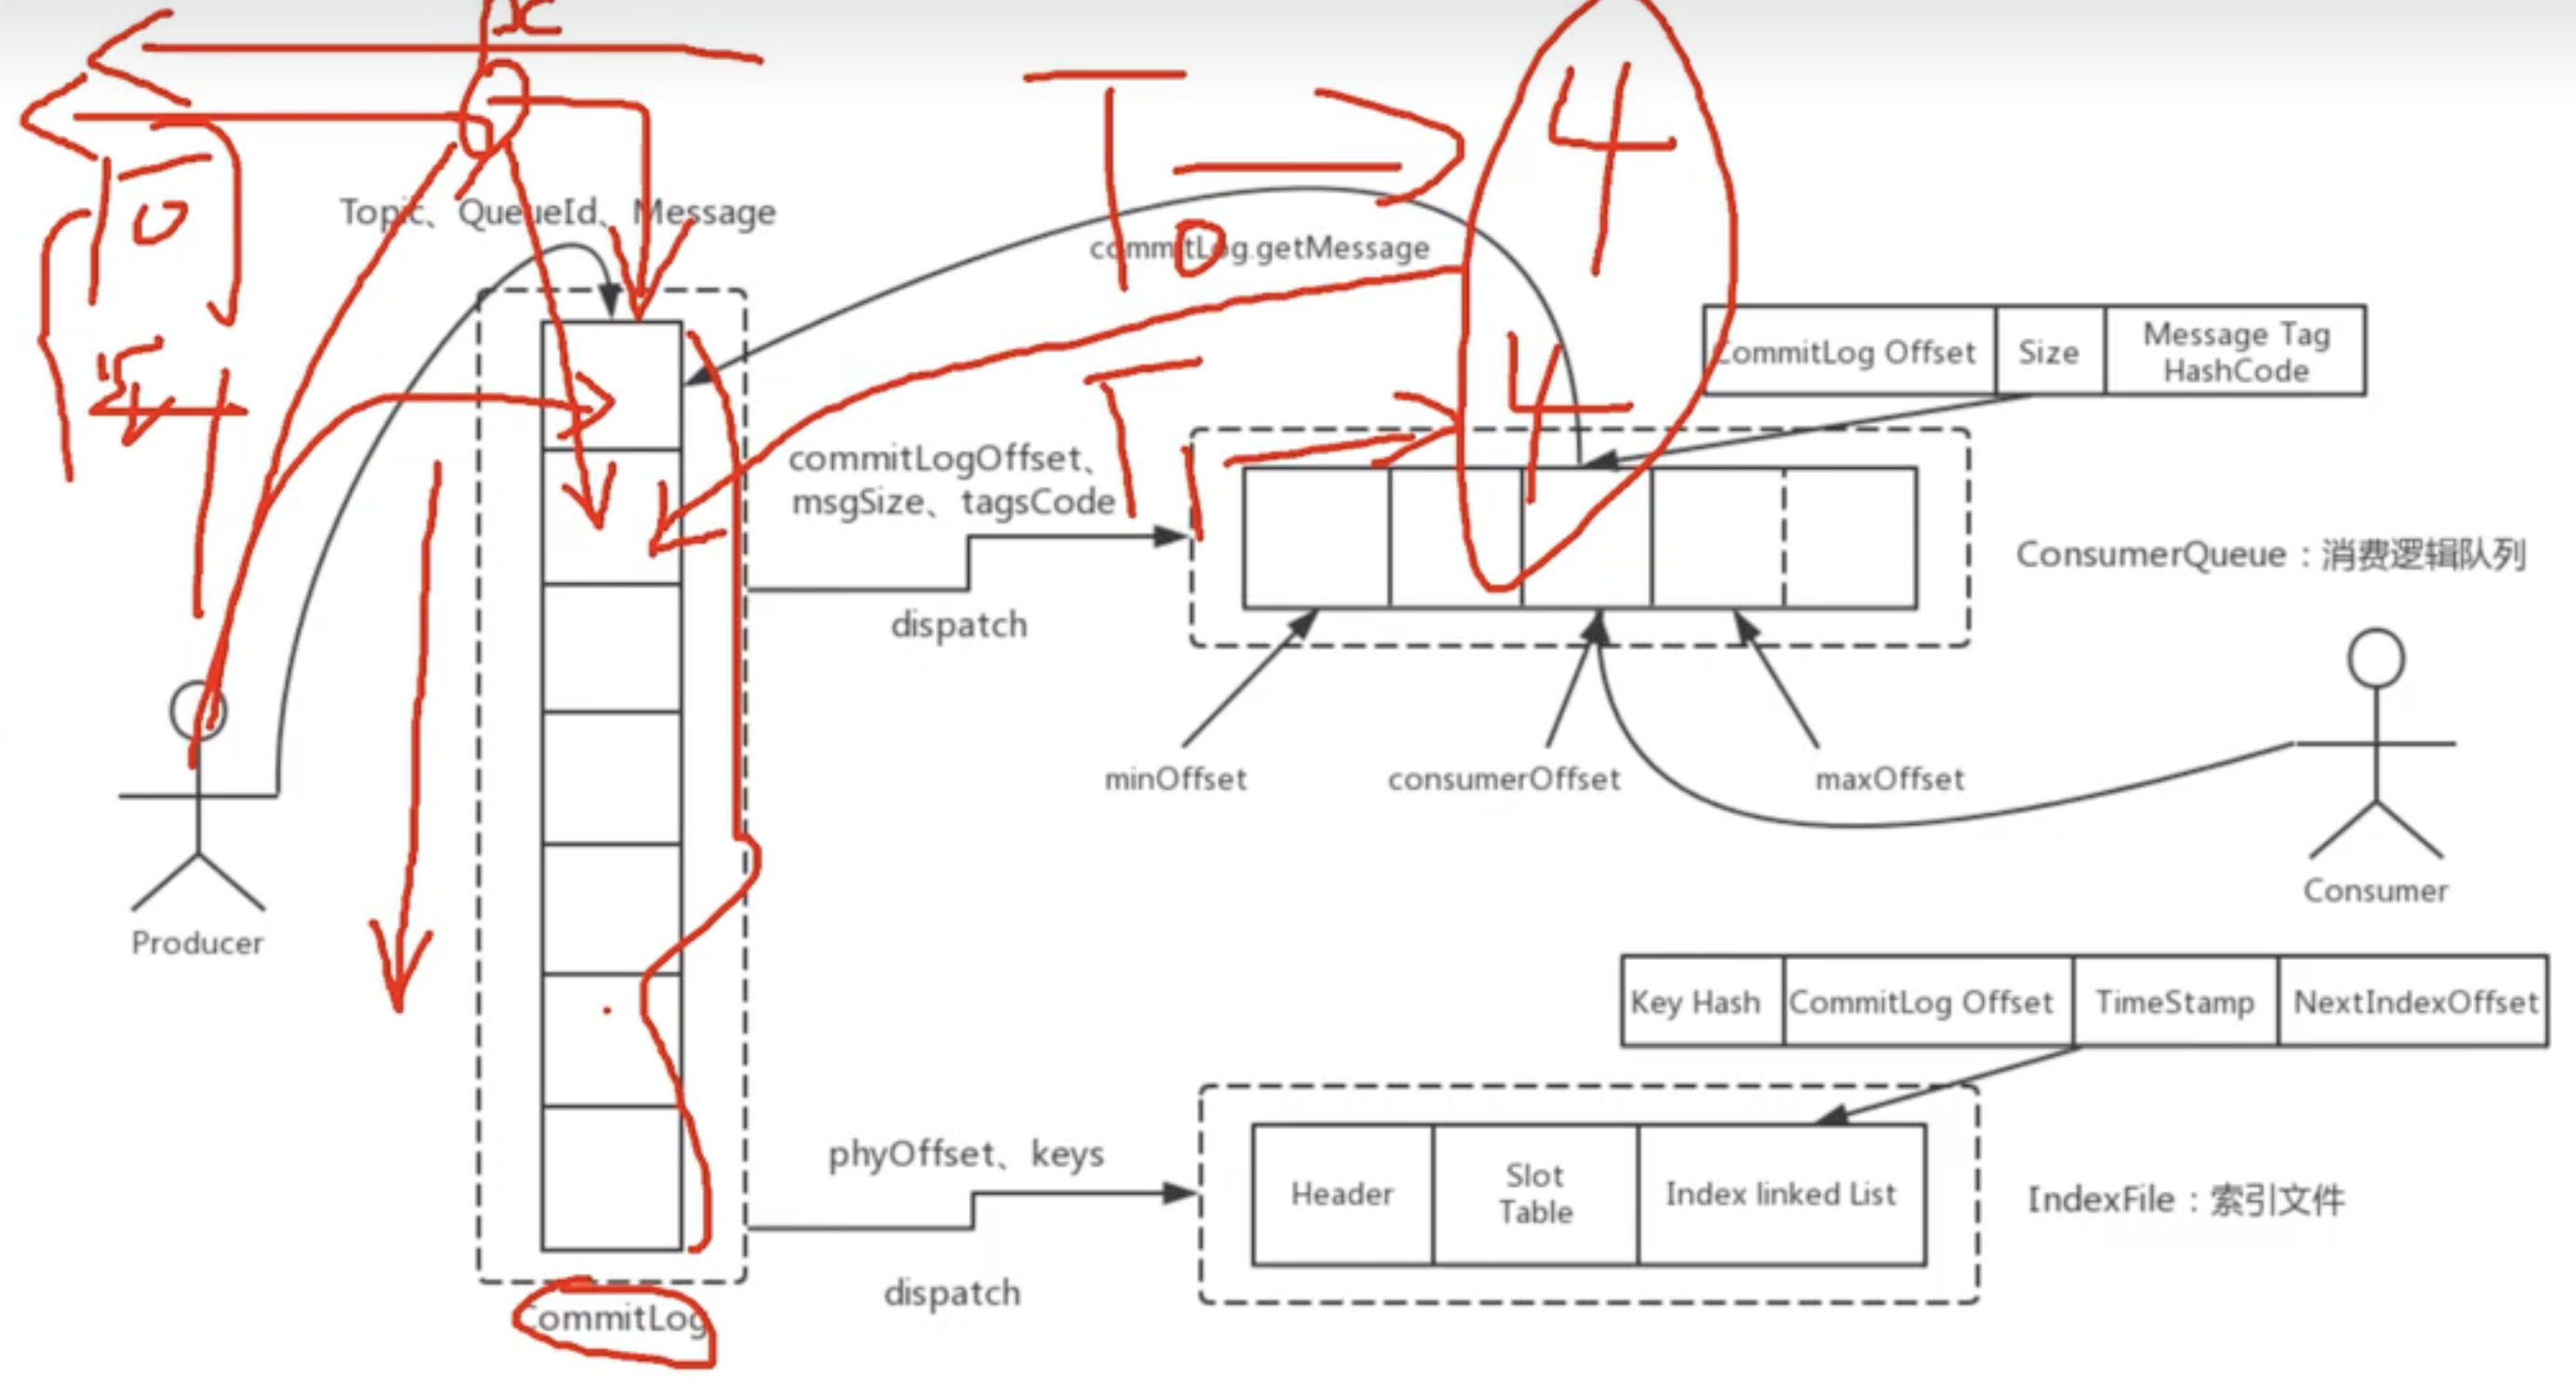 Topic、QueueId、Message
commitLog.getMessage
4
0
5
T
4
T
CommitLog Offset
Size
Message Tag
HashCode
commitLogOffset、
msgSize、tagsCode
dispatch
ConsumerQueue：消费逻辑队列
minOffset
consumerOffset
maxOffset
Producer
Consumer
Key Hash
CommitLog Offset
TimeStamp
NextIndexOffset
phyOffset、keys
dispatch
Header
Slot
Table
Index linked List
IndexFile：索引文件
CommitLog